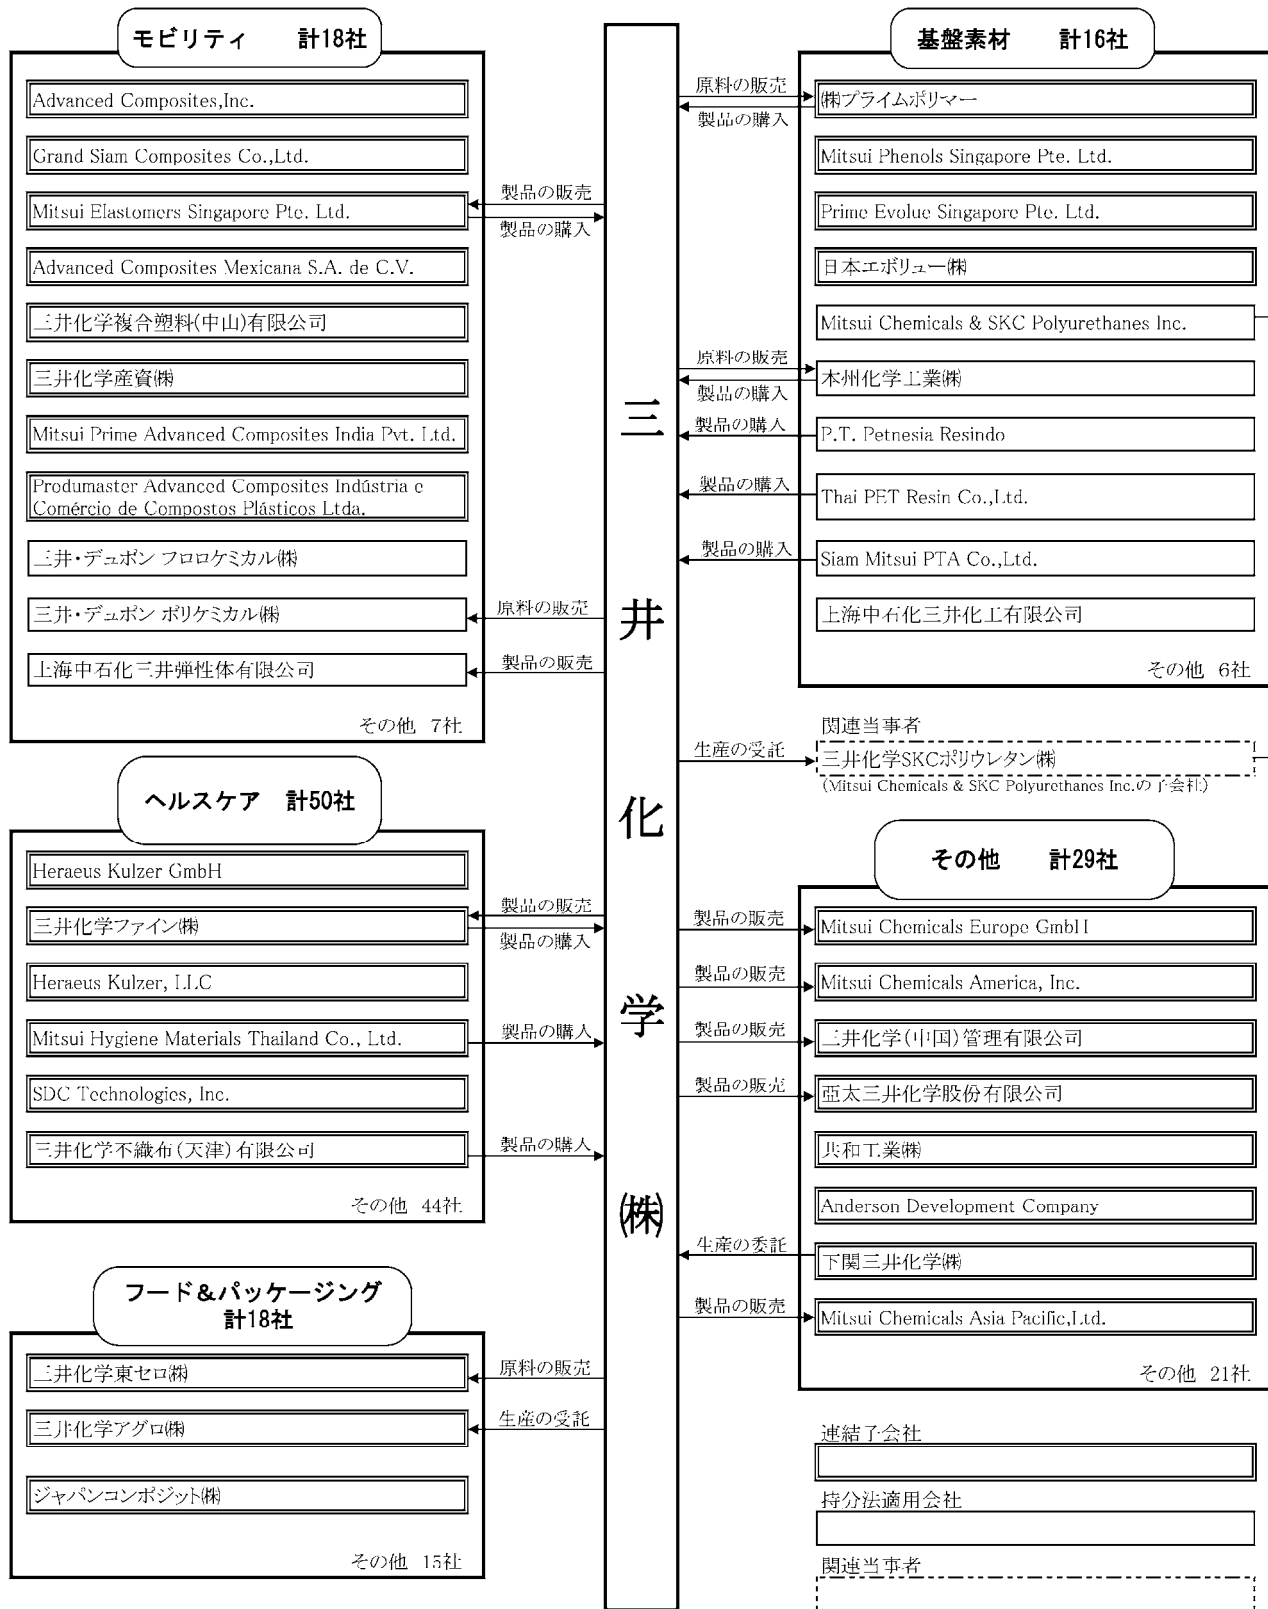 モビリティ 計18社
Advanced Composites,Inc.
Grand Siam Composites Co.,Ltd.
Mitsui Elastomers Singapore Pte. Ltd.
製品の販売
製品の購入
Advanced Composites Mexicana S.A. de C.V.
三井化学複合塑料(中山)有限公司
三井化学産資㈱
Mitsui Prime Advanced Composites India Pvt. Ltd.
Produmaster Advanced Composites Indústria e
Comércio de Compostos Plásticos Ltda.
三井・デュポン フロロケミカル㈱
三井・デュポン ポリケミカル㈱
原料の販売
上海中石化三井弾性体有限公司
製品の販売
その他 7社
ヘルスケア 計50社
Heraeus Kulzer GmbH
三井化学ファイン㈱
製品の販売
製品の購入
Heraeus Kulzer, LLC
Mitsui Hygiene Materials Thailand Co., Ltd.
製品の購入
SDC Technologies, Inc.
三井化学不織布(天津)有限公司
製品の購入
その他 44社
フード&パッケージング
計18社
三井化学東セロ㈱
原料の販売
三井化学アグロ㈱
生産の受託
ジャパンコンポジット㈱
その他 15社
三井化学㈱
基盤素材 計16社
原料の販売
製品の購入
㈱プライムポリマー
Mitsui Phenols Singapore Pte. Ltd.
Prime Evolue Singapore Pte. Ltd.
日本エボリュー㈱
Mitsui Chemicals & SKC Polyurethanes Inc.
原料の販売
製品の購入
本州化学工業㈱
製品の購入
P.T. Petnesia Resindo
製品の購入
Thai PET Resin Co.,Ltd.
製品の購入
Siam Mitsui PTA Co.,Ltd.
上海中石化三井化工有限公司
その他 6社
関連当事者
生産の受託
三井化学SKCポリウレタン㈱
(Mitsui Chemicals & SKC Polyurethanes Inc.の子会社)
その他 計29社
製品の販売
Mitsui Chemicals Europe GmbH
製品の販売
Mitsui Chemicals America, Inc.
製品の販売
三井化学(中国)管理有限公司
製品の販売
亞太三井化學股份有限公司
共和工業㈱
Anderson Development Company
生産の委託
下関三井化学㈱
製品の販売
Mitsui Chemicals Asia Pacific,Ltd.
その他 21社
連結子会社
持分法適用会社
関連当事者